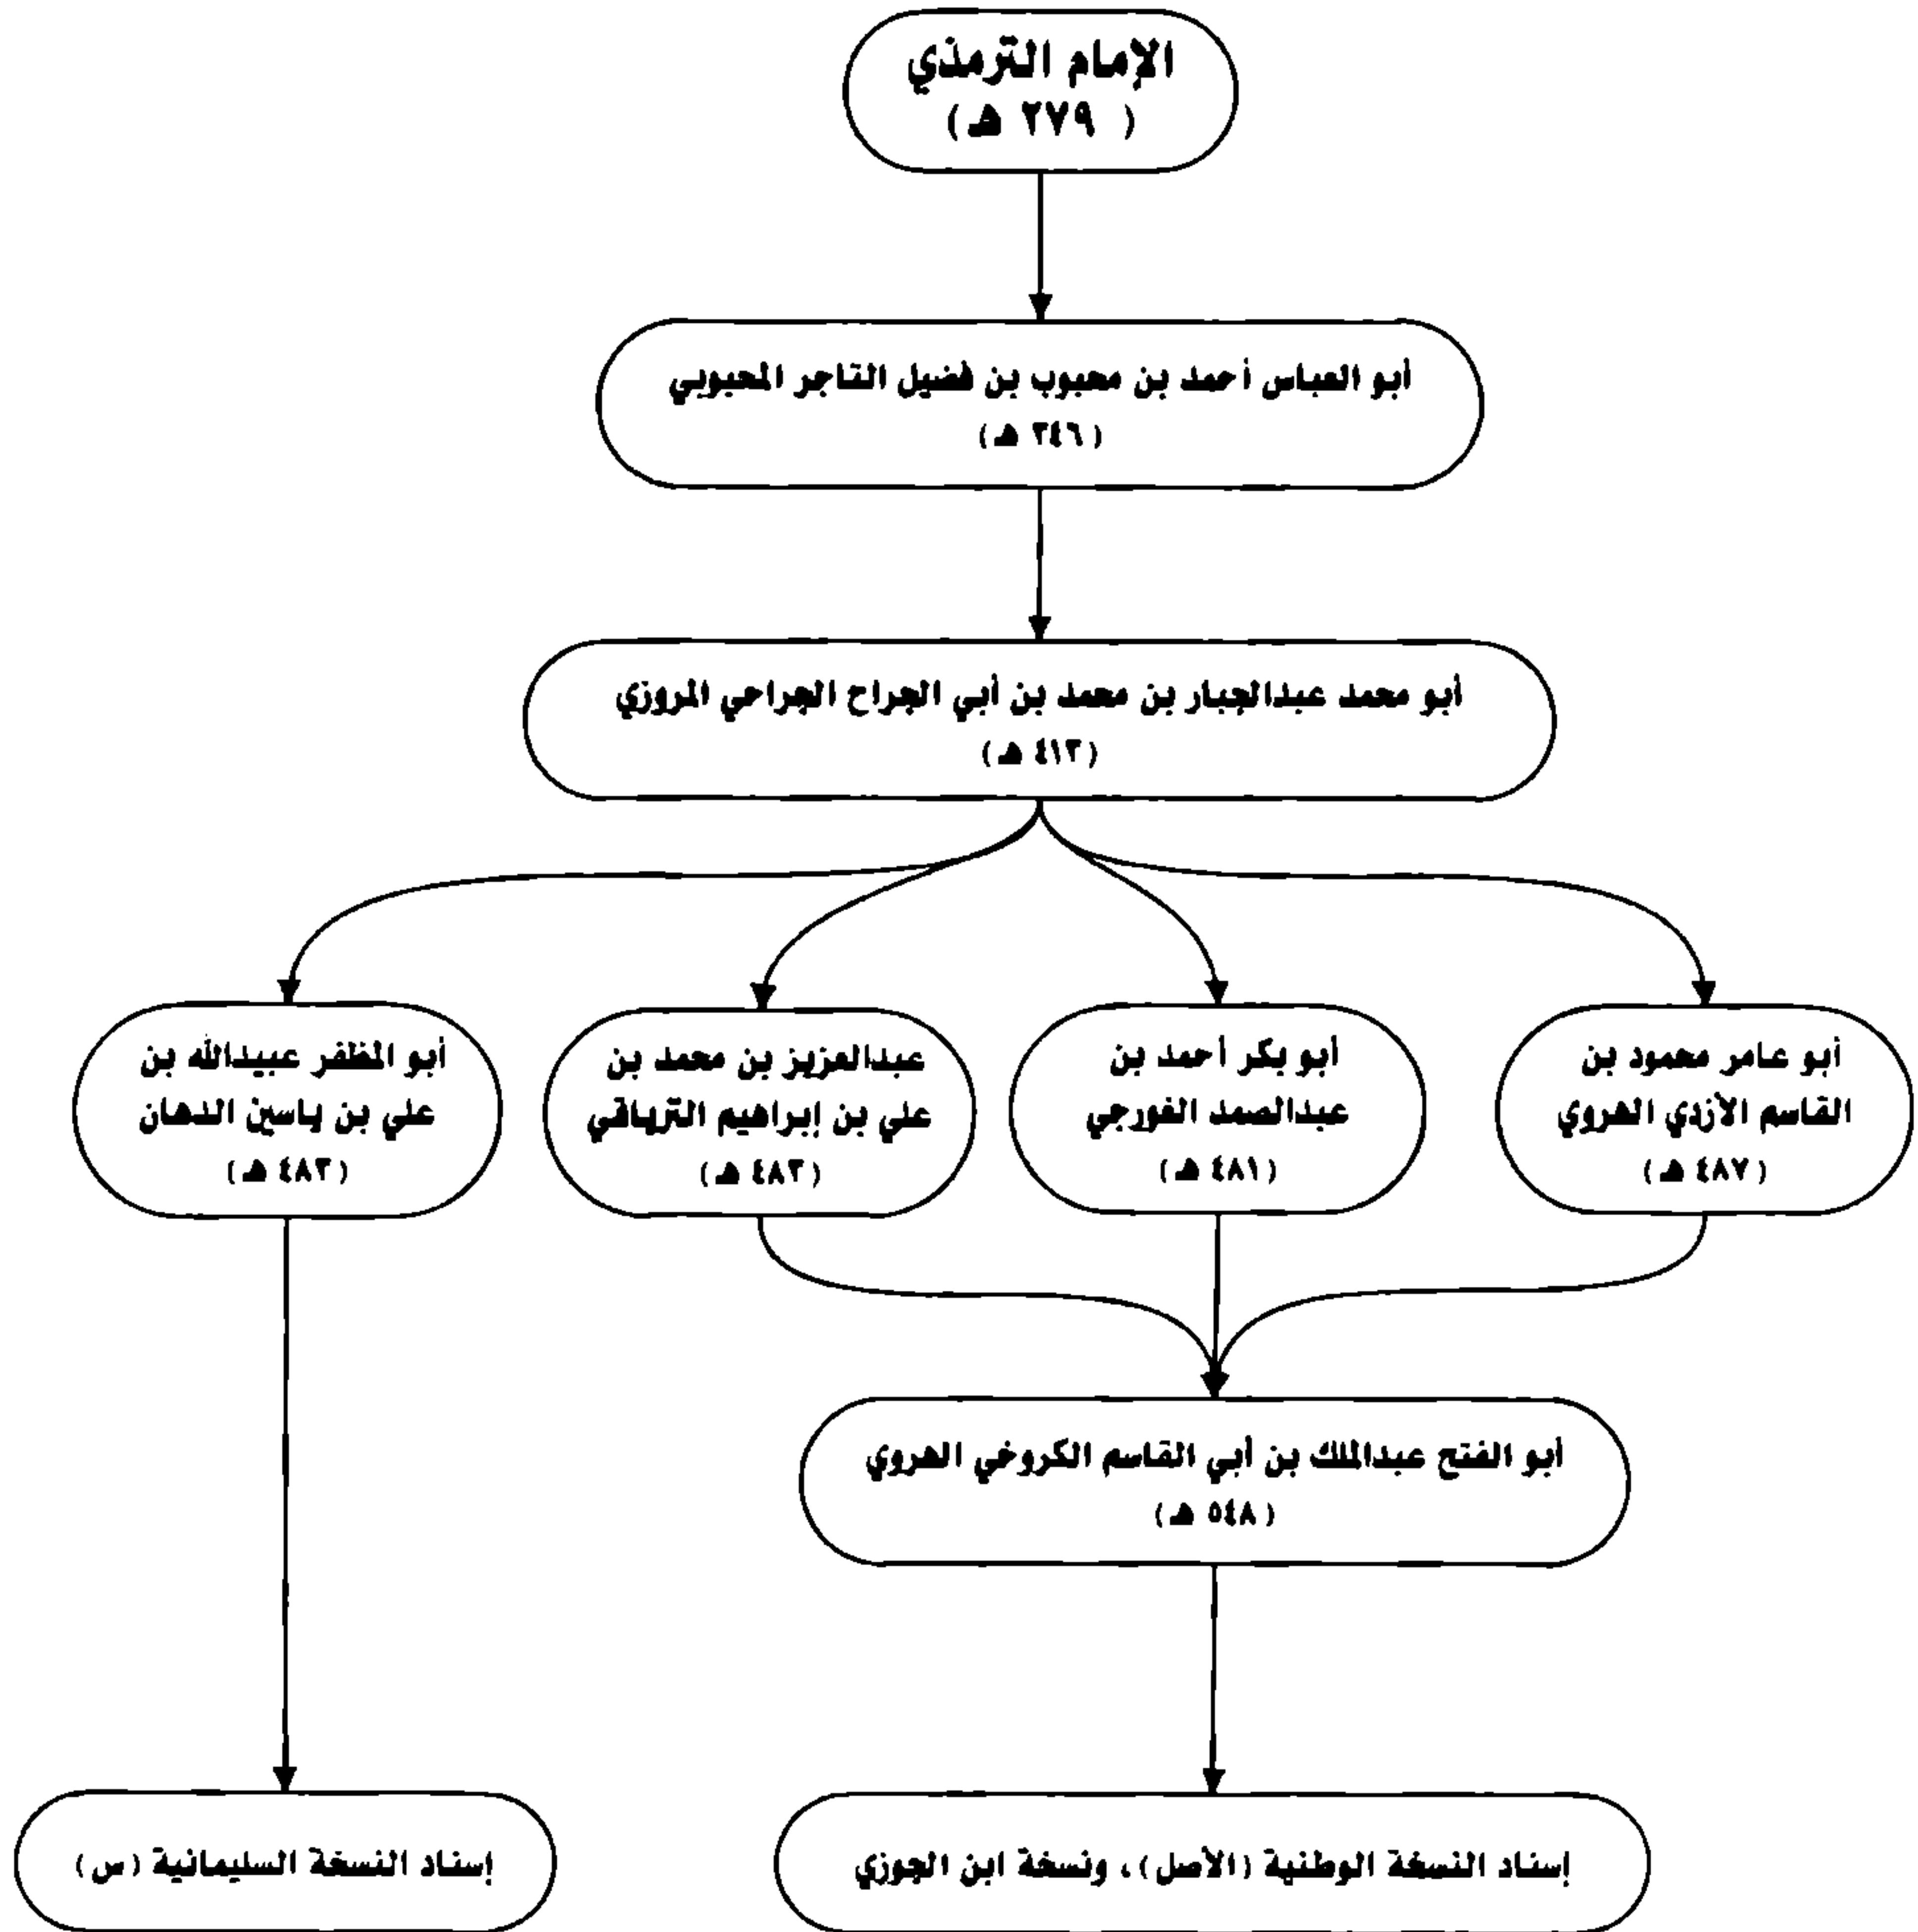 الإمام الترمذي
( ٢٧٩ هـ )
أبو العباس أحمد بن محبوب بن فضيل التاجر المحبوبي
( ٣٤٦ هـ )
أبو محمد عبدالجبار بن محمد بن أبي الجراح الجراحي المروزي
(٤١٢ هـ )
أبو عامر محمود بن
القاسم الأزدي الهروي
( ٤٨٧ هـ )
أبو بكر أحمد بن
عبدالصمد الغورجي
( ٤٨١ هـ )
عبدالعزيز بن محمد بن
علي بن إبراهيم الترياقي
( ٤٨٣ هـ )
أبو المظفر عبيدالله بن
علي بن ياسين الدهان
( ٤٨٣ هـ )
أبو الفتح عبدالملك بن أبي القاسم الكروخي الهروي
( ٥٤٨ هـ )
إسناد النسخة الوطنية (الأصل)، ونسخة ابن الجوزي
إسناد النسخة السليمانية (س)